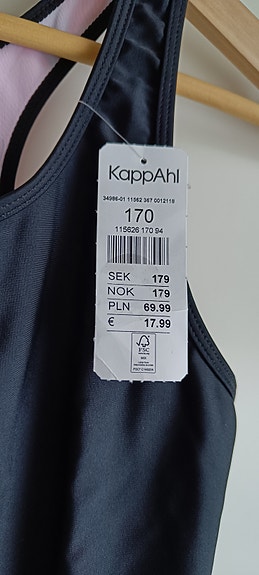 KappAhl
34986-01 11562 367 0012119
170
115626 170 94
SEK 179
NOK 179
PLN 69.99
€ 17.99
FSC
MIX